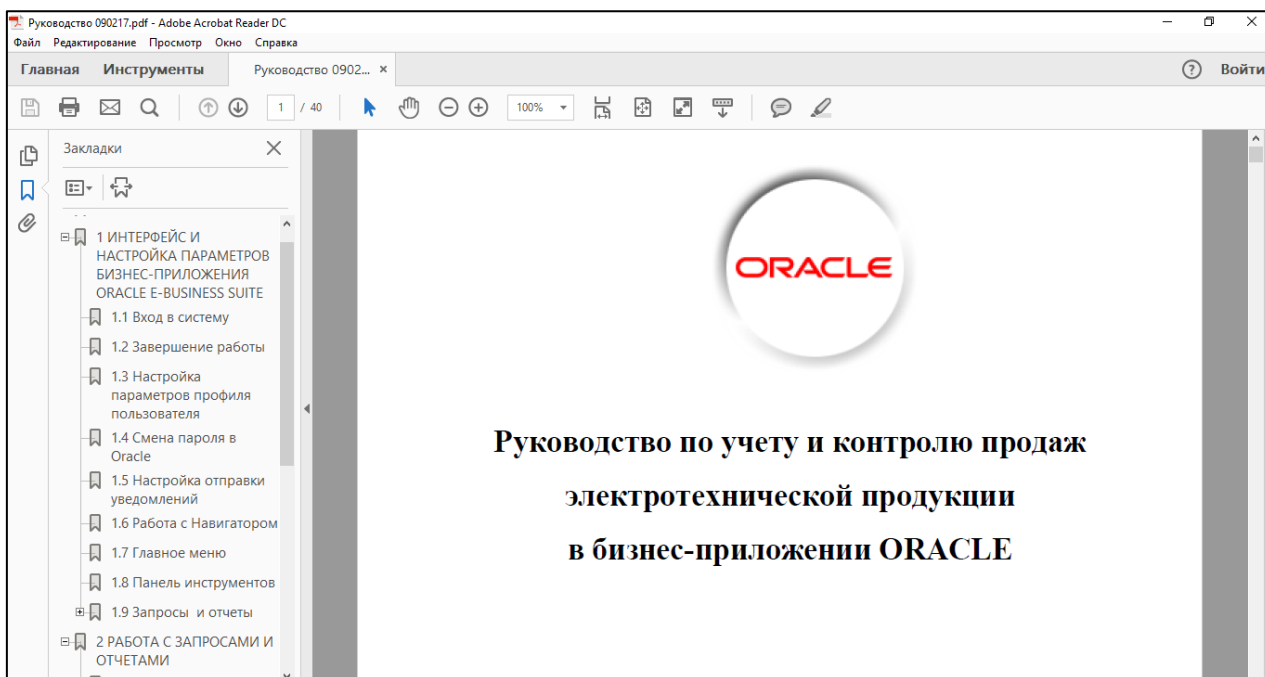 Руководство 090217.pdf - Adobe Acrobat Reader DC
Файл Редактирование Просмотр Окно Справка
Главная Инструменты Руководство 0902... × ? Войти
1 / 40 100%
Закладки
1 ИНТЕРФЕЙС И
НАСТРОЙКА ПАРАМЕТРОВ
БИЗНЕС-ПРИЛОЖЕНИЯ
ORACLE E-BUSINESS SUITE
1.1 Вход в систему
1.2 Завершение работы
1.3 Настройка
параметров профиля
пользователя
1.4 Смена пароля в
Oracle
1.5 Настройка отправки
уведомлений
1.6 Работа с Навигатором
1.7 Главное меню
1.8 Панель инструментов
1.9 Запросы и отчеты
2 РАБОТА С ЗАПРОСАМИ И
ОТЧЕТАМИ
ORACLE
Руководство по учету и контролю продаж
электротехнической продукции
в бизнес-приложении ORACLE